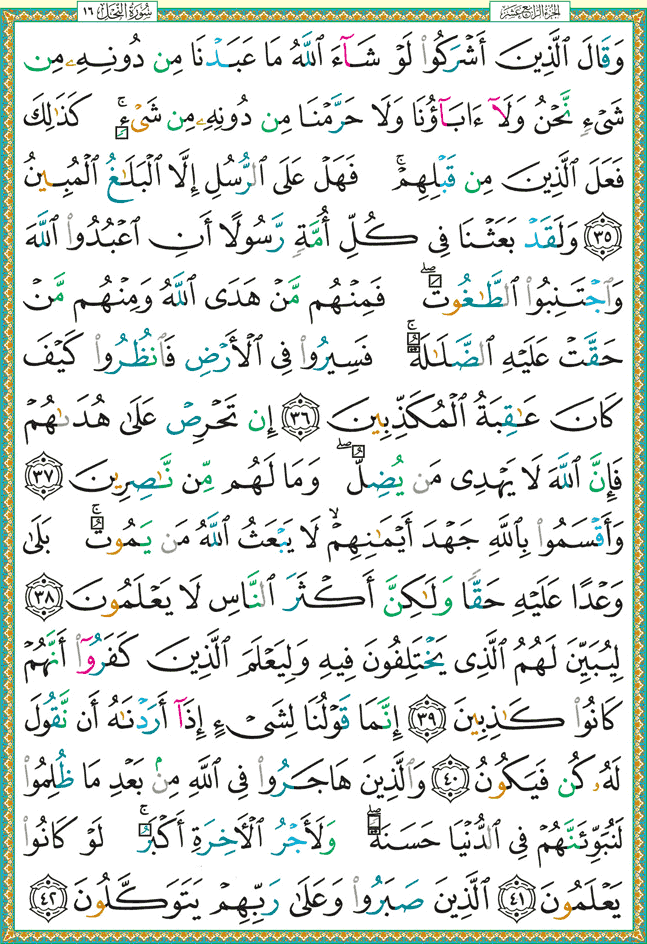 الجزء الرابع عشر
سورة النحل ١٦
وَقَالَ ٱلَّذِينَ أَشْرَكُوا۟ لَوْ شَآءَ ٱللَّهُ مَا عَبَدْنَا مِن دُونِهِۦ مِن
شَىْءٍ نَّحْنُ وَلَآ ءَابَآؤُنَا وَلَا حَرَّمْنَا مِن دُونِهِۦ مِن شَىْءٍ ۚ كَذَٰلِكَ
فَعَلَ ٱلَّذِينَ مِن قَبْلِهِمْ ۚ فَهَلْ عَلَى ٱلرُّسُلِ إِلَّا ٱلْبَلَـٰغُ ٱلْمُبِينُ
٣٥ وَلَقَدْ بَعَثْنَا فِى كُلِّ أُمَّةٍ رَّسُولًا أَنِ ٱعْبُدُوا۟ ٱللَّهَ
وَٱجْتَنِبُوا۟ ٱلطَّـٰغُوتَ ۖ فَمِنْهُم مَّنْ هَدَى ٱللَّهُ وَمِنْهُم مَّنْ
حَقَّتْ عَلَيْهِ ٱلضَّلَـٰلَةُ ۚ فَسِيرُوا۟ فِى ٱلْأَرْضِ فَٱنظُرُوا۟ كَيْفَ
كَانَ عَـٰقِبَةُ ٱلْمُكَذِّبِينَ ٣٦ إِن تَحْرِصْ عَلَىٰ هُدَىٰهُمْ
فَإِنَّ ٱللَّهَ لَا يَهْدِى مَن يُضِلُّ ۖ وَمَا لَهُم مِّن نَّـٰصِرِينَ ٣٧
وَأَقْسَمُوا۟ بِٱللَّهِ جَهْدَ أَيْمَـٰنِهِمْ ۙ لَا يَبْعَثُ ٱللَّهُ مَن يَمُوتُ ۚ بَلَىٰ
وَعْدًا عَلَيْهِ حَقًّا وَلَـٰكِنَّ أَكْثَرَ ٱلنَّاسِ لَا يَعْلَمُونَ ٣٨
لِيُبَيِّنَ لَهُمُ ٱلَّذِى يَخْتَلِفُونَ فِيهِ وَلِيَعْلَمَ ٱلَّذِينَ كَفَرُوٓا۟ أَنَّهُمْ
كَانُوا۟ كَـٰذِبِينَ ٣٩ إِنَّمَا قَوْلُنَا لِشَىْءٍ إِذَآ أَرَدْنَـٰهُ أَن نَّقُولَ
لَهُۥ كُن فَيَكُونُ ٤٠ وَٱلَّذِينَ هَاجَرُوا۟ فِى ٱللَّهِ مِنۢ بَعْدِ مَا ظُلِمُوا۟
لَنُبَوِّئَنَّهُمْ فِى ٱلدُّنْيَا حَسَنَةً ۖ وَلَأَجْرُ ٱلْـَٔاخِرَةِ أَكْبَرُ ۚ لَوْ كَانُوا۟
يَعْلَمُونَ ٤١ ٱلَّذِينَ صَبَرُوا۟ وَعَلَىٰ رَبِّهِمْ يَتَوَكَّلُونَ ٤٢